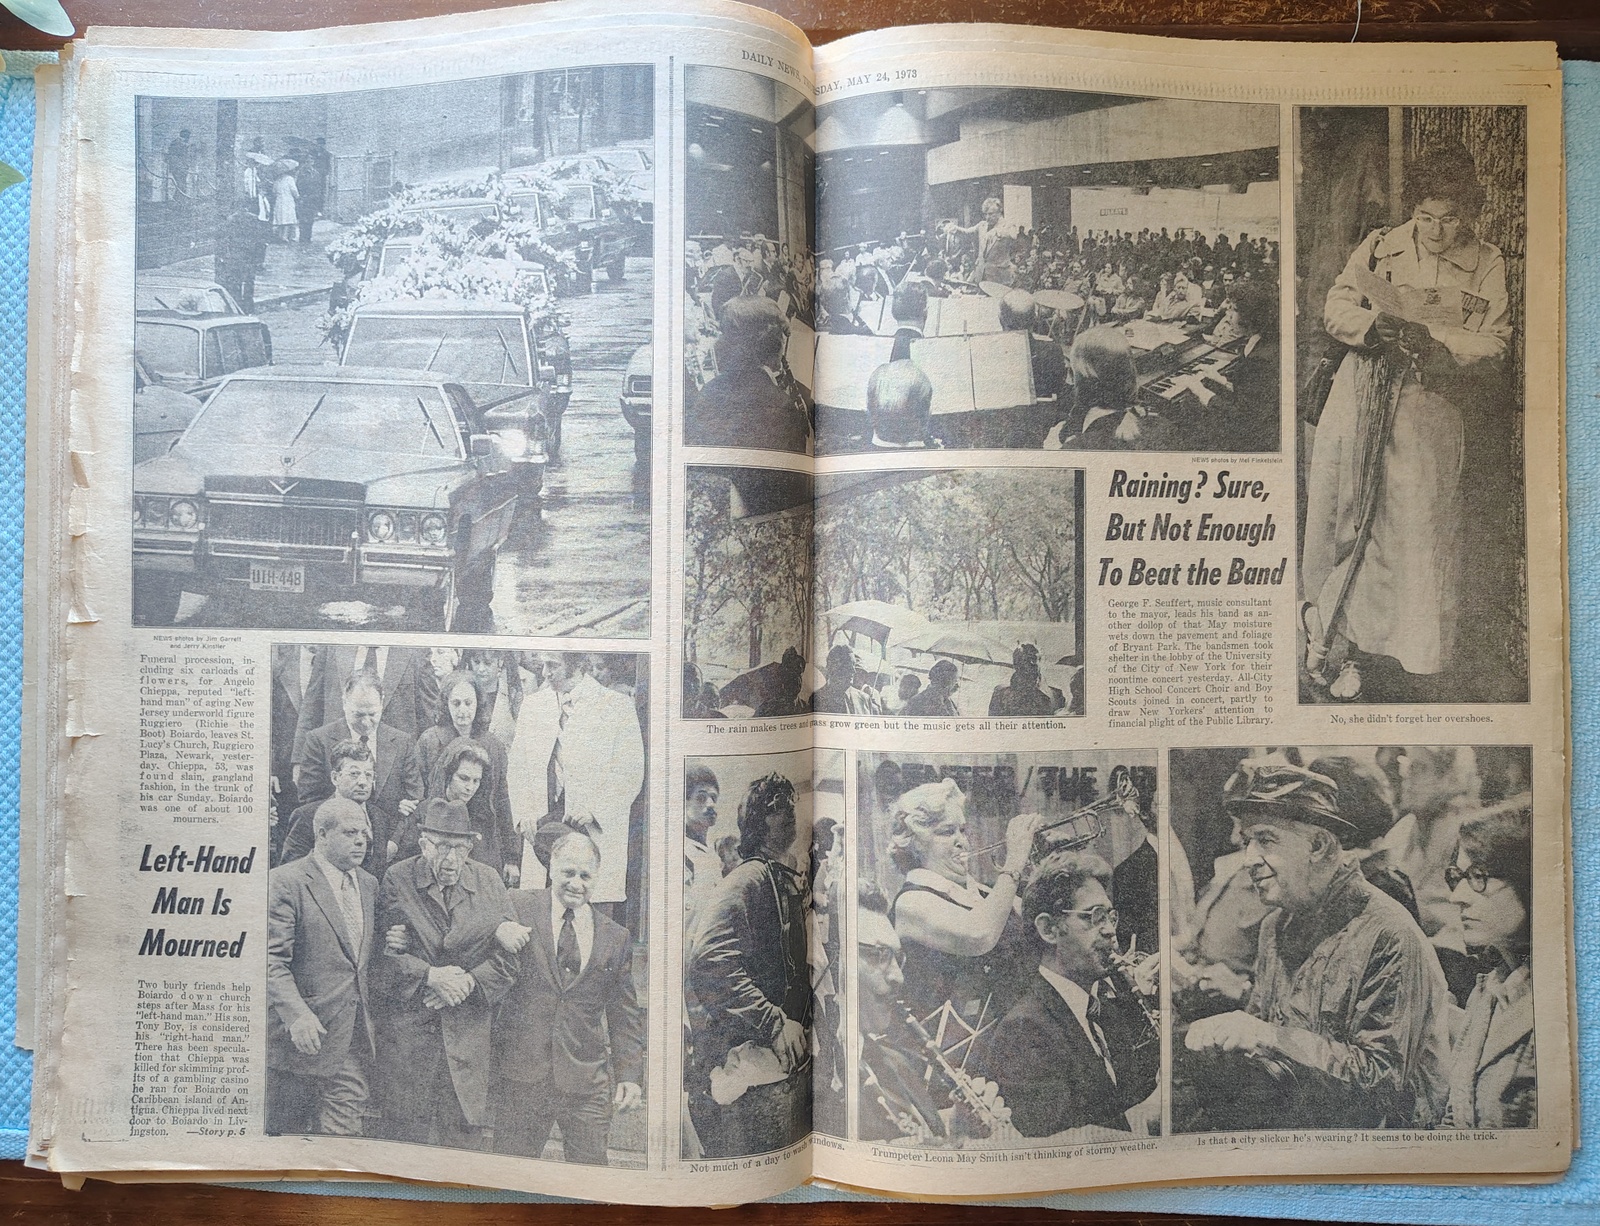 DAILY NEWS, THURSDAY, MAY 24, 1973
UIH-448
NEWS photos by Jim Garrett
and Jerry Kinstler
Funeral procession, in-
cluding six carloads of
flowers, for Angelo
Chieppa, reputed "left-
hand man" of aging New
Jersey underworld figure
Ruggiero (Richie the
Boot) Boiardo, leaves St.
Lucy's Church, Ruggiero
Plaza, Newark, yester-
day. Chieppa, 53, was
found slain, gangland
fashion, in the trunk of
his car Sunday. Boiardo
was one of about 100
mourners.
Left-Hand
Man Is
Mourned
Two burly friends help
Boiardo down church
steps after Mass for his
"left-hand man." His son,
Tony Boy, is considered
his "right-hand man."
There has been specula-
tion that Chieppa was
killed for skimming prof-
its of a gambling casino
he ran for Boiardo on
Caribbean island of An-
tigua. Chieppa lived next
door to Boiardo in Liv-
ingston. —Story p. 5
NEWS photos by Mel Finkelstein
Raining? Sure,
But Not Enough
To Beat the Band
George F. Seuffert, music consultant
to the mayor, leads his band as an-
other dollop of that May moisture
wets down the pavement and foliage
of Bryant Park. The bandsmen took
shelter in the lobby of the University
of the City of New York for their
noontime concert yesterday. All-City
High School Concert Choir and Boy
Scouts joined in concert, partly to
draw New Yorkers' attention to
financial plight of the Public Library.
No, she didn't forget her overshoes.
The rain makes trees and grass grow green but the music gets all their attention.
CENTER/THE CIT
Not much of a day to wash windows.
Trumpeter Leona May Smith isn't thinking of stormy weather.
Is that a city slicker he's wearing? It seems to be doing the trick.